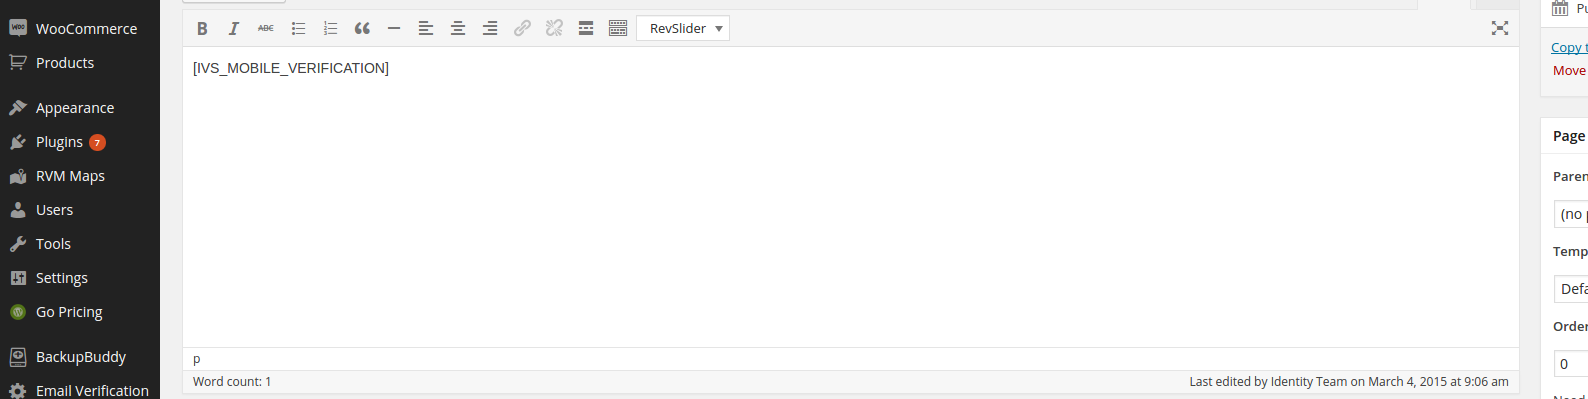 WooCommerce
Products
Appearance
Plugins 7
RVM Maps
Users
Tools
Settings
Go Pricing
BackupBuddy
Email Verification
B I ABC RevSlider
[IVS_MOBILE_VERIFICATION]
p
Word count: 1
Last edited by Identity Team on March 4, 2015 at 9:06 am
Pu
Copy t
Move
Page
Paren
(no p
Temp
Defa
Order
0